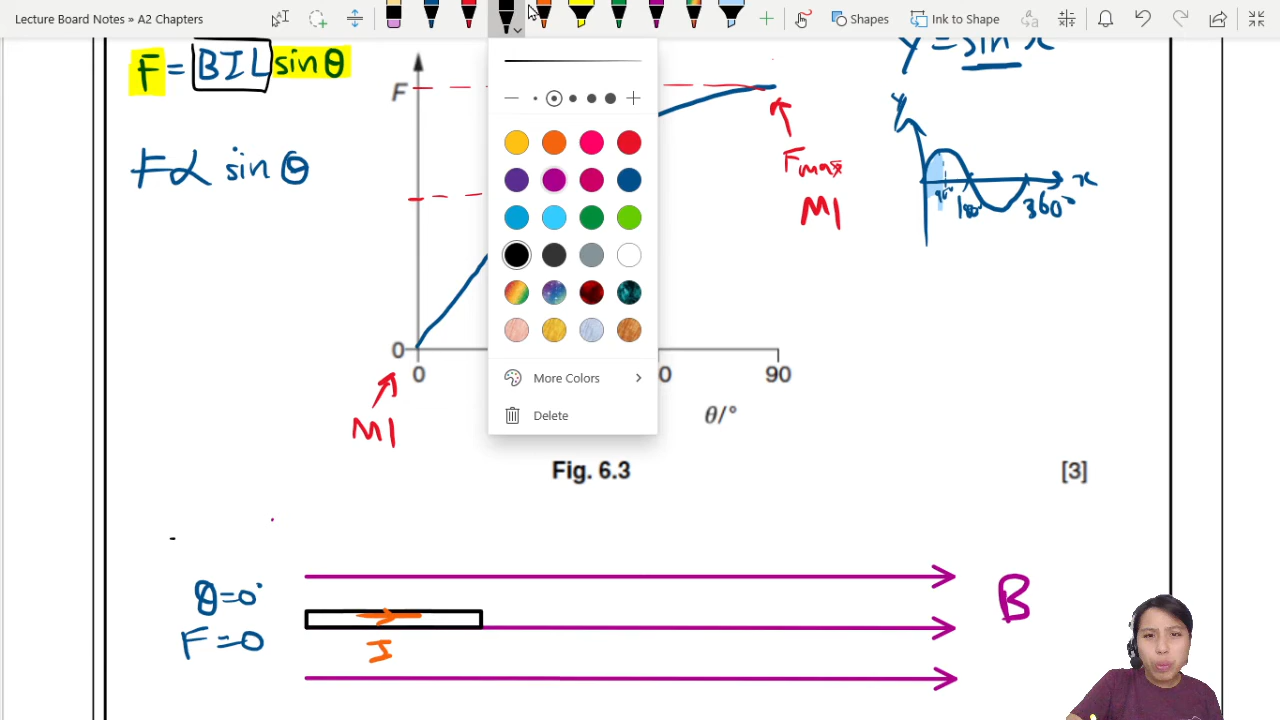 Lecture Board Notes » A2 Chapters
Shapes
Ink to Shape
F = BIL sinθ
y = sin x
F
F ∝ sin θ
Fmax
M1
y
x
90°
180°
360°
More Colors
Delete
0
0
0
90
θ/°
M1
Fig. 6.3
[3]
θ=0°
F=0
I
B